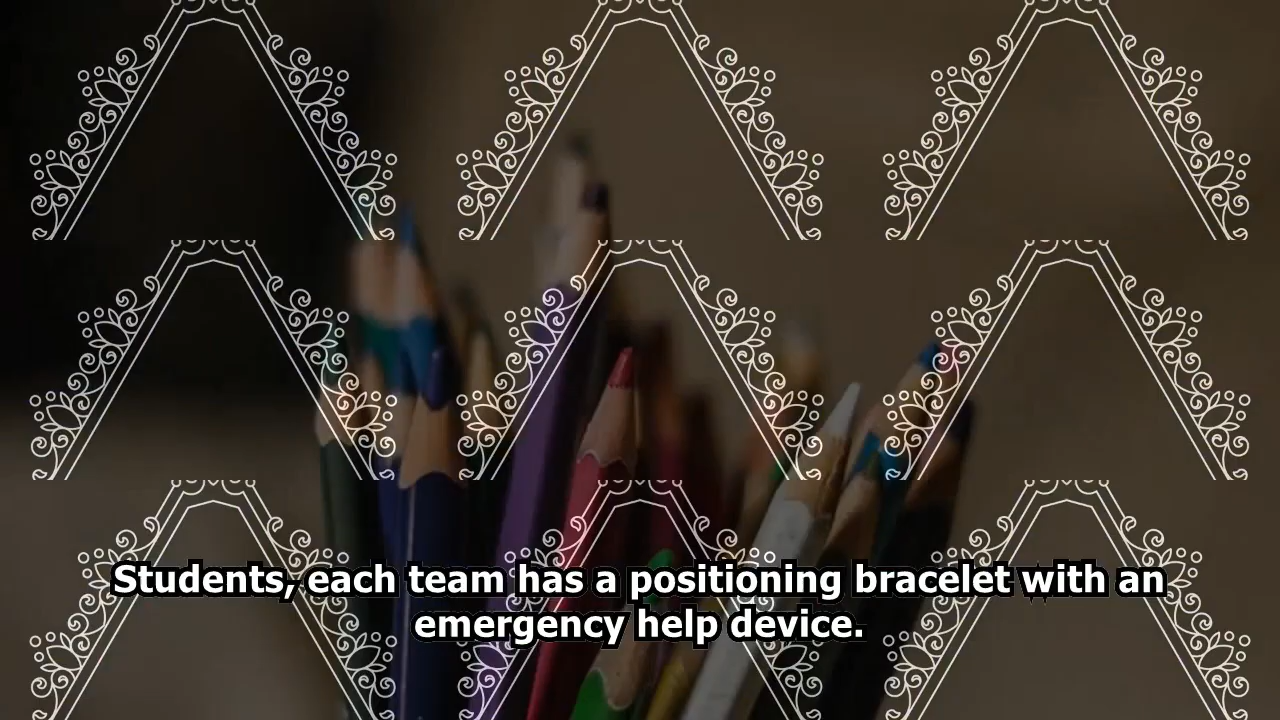 Students, each team has a positioning bracelet with an
emergency help device.